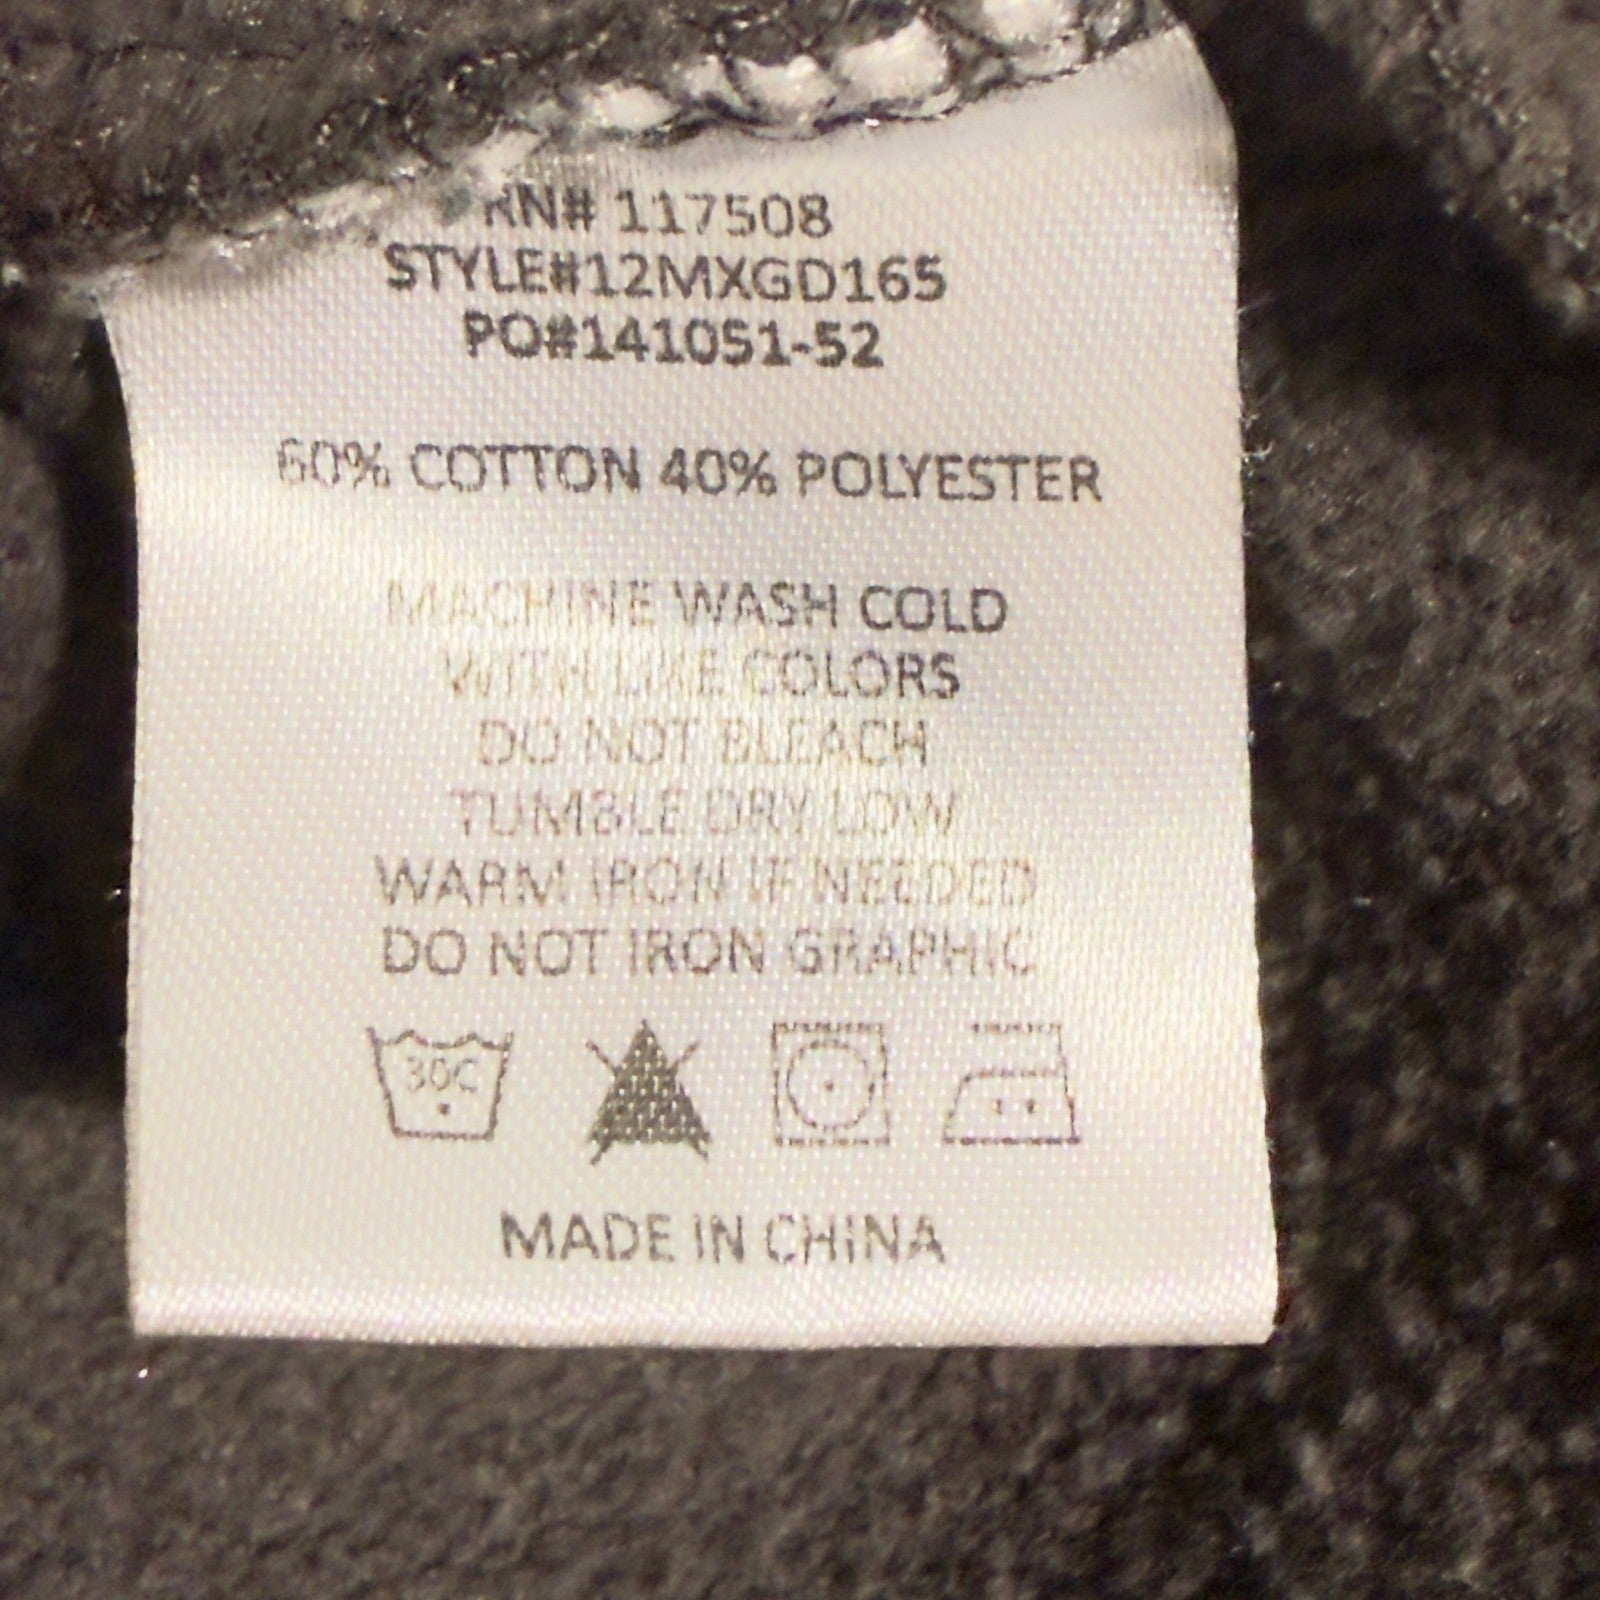 RN# 117508
STYLE#12MXGD165
PO#141051-52
60% COTTON 40% POLYESTER
MACHINE WASH COLD
WITH LIKE COLORS
DO NOT BLEACH
TUMBLE DRY LOW
WARM IRON IF NEEDED
DO NOT IRON GRAPHIC
30C
MADE IN CHINA